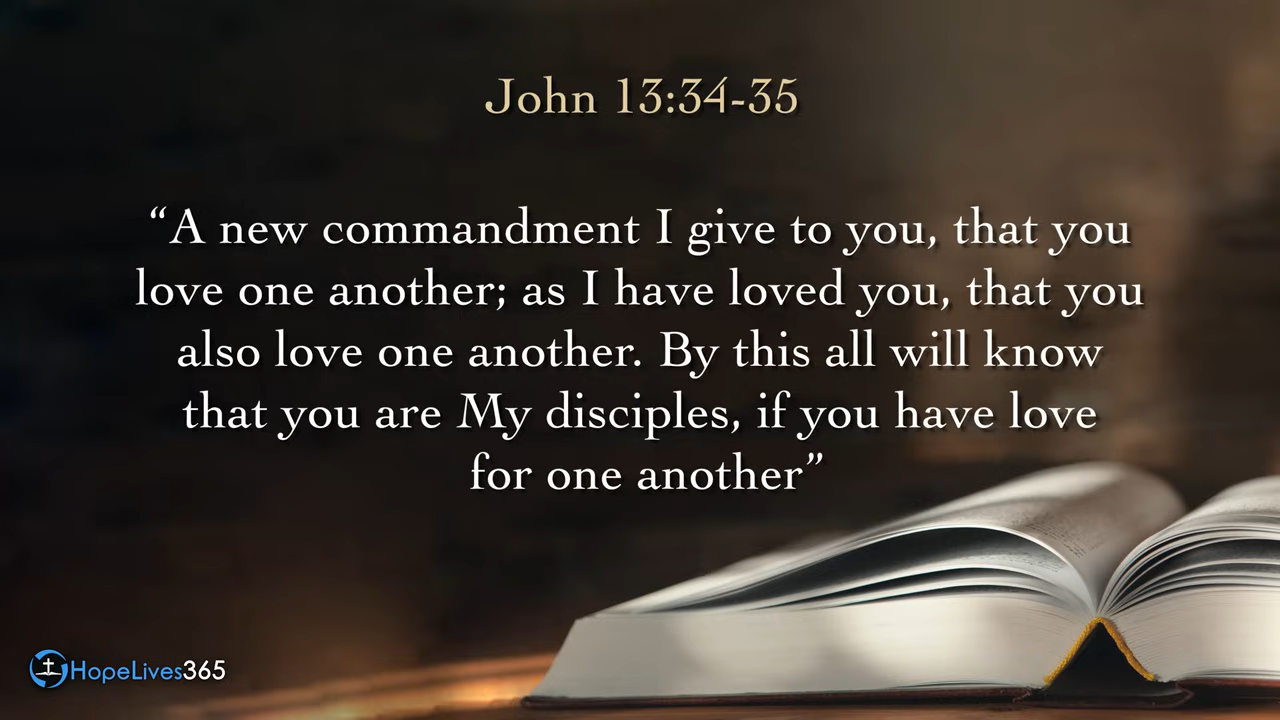 John 13:34-35
“A new commandment I give to you, that you
love one another; as I have loved you, that you
also love one another. By this all will know
that you are My disciples, if you have love
for one another”
HopeLives365